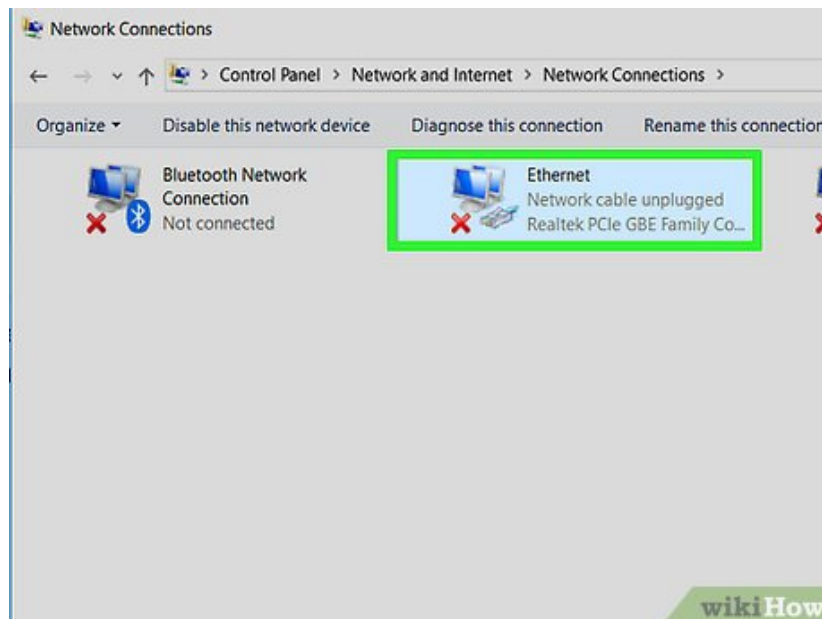 Network Connections
Control Panel > Network and Internet > Network Connections >
Organize Disable this network device Diagnose this connection Rename this connection
Bluetooth Network
Connection
Not connected
Ethernet
Network cable unplugged
Realtek PCIe GBE Family Co...
wikiHow